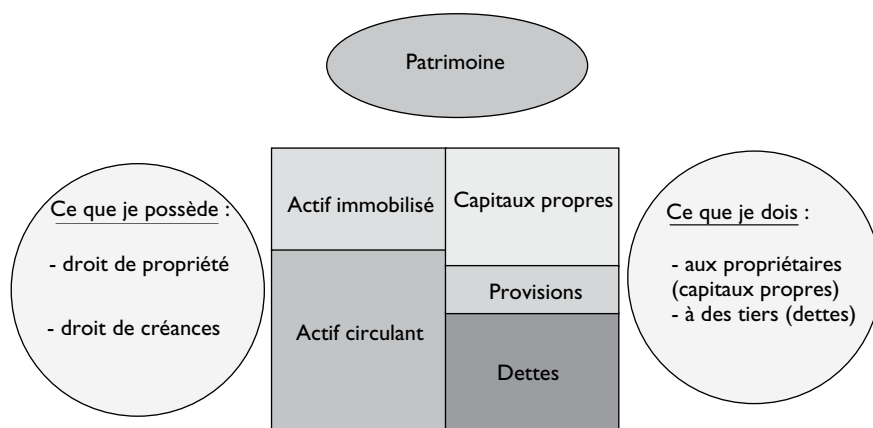 Patrimoine
Ce que je possède :
- droit de propriété
- droit de créances
Actif immobilisé
Actif circulant
Capitaux propres
Provisions
Dettes
Ce que je dois :
- aux propriétaires
(capitaux propres)
- à des tiers (dettes)